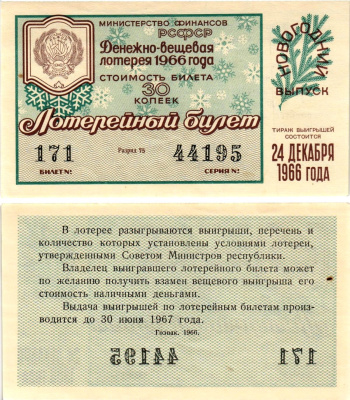 МИНИСТЕРСТВО ФИНАНСОВ
РСФСР
Денежно-вещевая
лотерея 1966 года
СТОИМОСТЬ БИЛЕТА
30
КОПЕЕК
НОВОГОДНИЙ
ВЫПУСК
Лотерейный билет
ТИРАЖ ВЫИГРЫШЕЙ
СОСТОИТСЯ
24 ДЕКАБРЯ
1966 ГОДА
171 Разряд 15 44195
БИЛЕТ № СЕРИЯ №
В лотерее разыгрываются выигрыши, перечень и
количество которых установлены условиями лотереи,
утвержденными Советом Министров республики.
Владелец выигравшего лотерейного билета может
по желанию получить взамен вещевого выигрыша его
стоимость наличными деньгами.
Выдача выигрышей по лотерейным билетам произ-
водится до 30 июня 1967 года.
Гознак. 1966.
44195 171